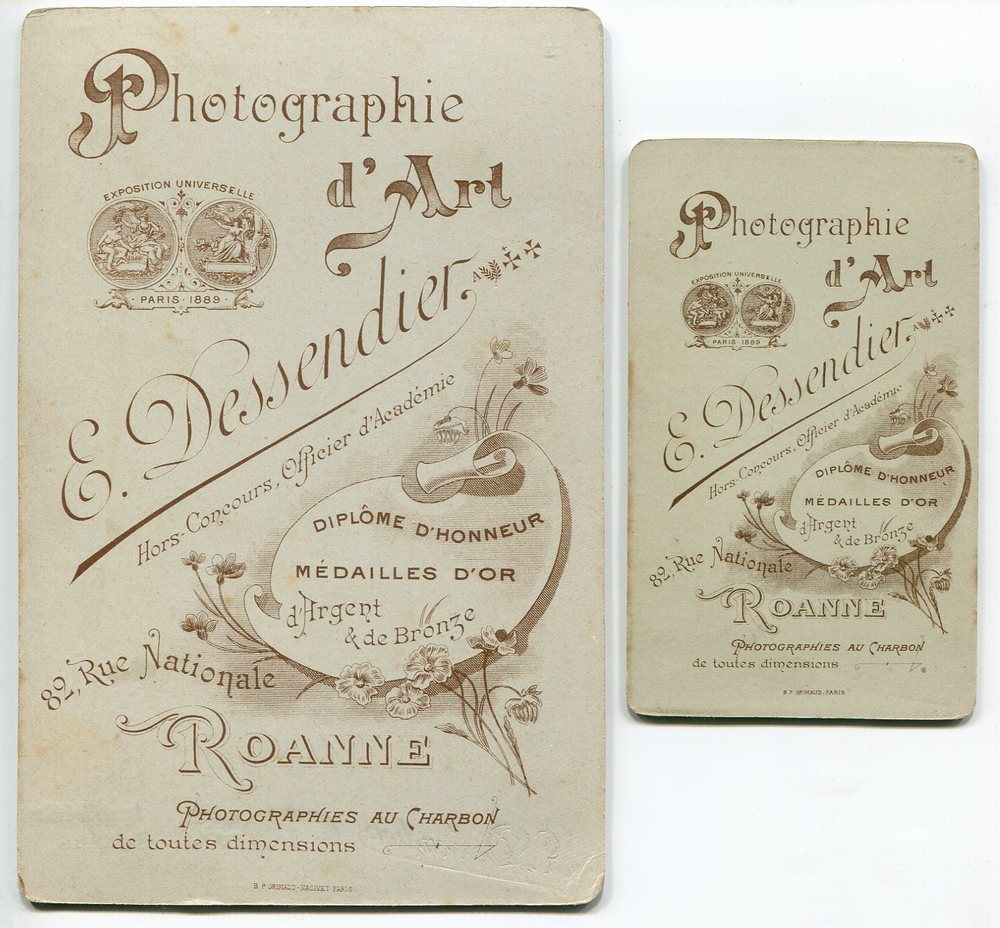 Photographie
d'Art
EXPOSITION UNIVERSELLE
PARIS · 1889
E. Dessendier
Hors-Concours, Officier d'Académie
DIPLÔME D'HONNEUR
MÉDAILLES D'OR
d'Argent
& de Bronze
82, Rue Nationale
ROANNE
PHOTOGRAPHIES AU CHARBON
de toutes dimensions
B. P. GRIMAUD - PARIS
Photographie
d'Art
EXPOSITION UNIVERSELLE
PARIS 1889
E. Dessendier
Hors-Concours, Officier d'Académie
DIPLÔME D'HONNEUR
MÉDAILLES D'OR
d'Argent
& de Bronze
82, Rue Nationale
ROANNE
PHOTOGRAPHIES AU CHARBON
de toutes dimensions
B. P. GRIMAUD, PARIS